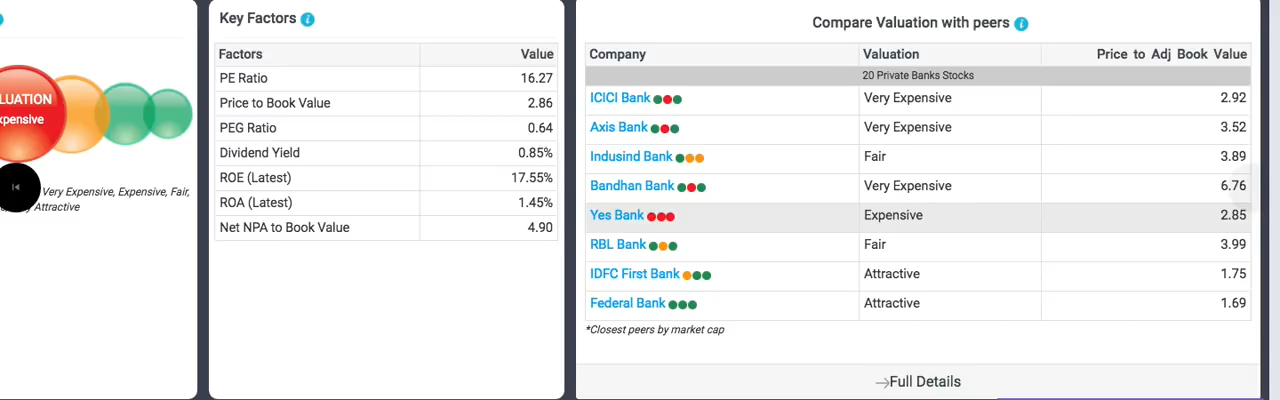 LUATION
xpensive
Very Expensive, Expensive, Fair,
Attractive
Key Factors
Factors Value
PE Ratio 16.27
Price to Book Value 2.86
PEG Ratio 0.64
Dividend Yield 0.85%
ROE (Latest) 17.55%
ROA (Latest) 1.45%
Net NPA to Book Value 4.90
Compare Valuation with peers
Company Valuation Price to Adj Book Value
20 Private Banks Stocks
ICICI Bank Very Expensive 2.92
Axis Bank Very Expensive 3.52
Indusind Bank Fair 3.89
Bandhan Bank Very Expensive 6.76
Yes Bank Expensive 2.85
RBL Bank Fair 3.99
IDFC First Bank Attractive 1.75
Federal Bank Attractive 1.69
*Closest peers by market cap
→Full Details